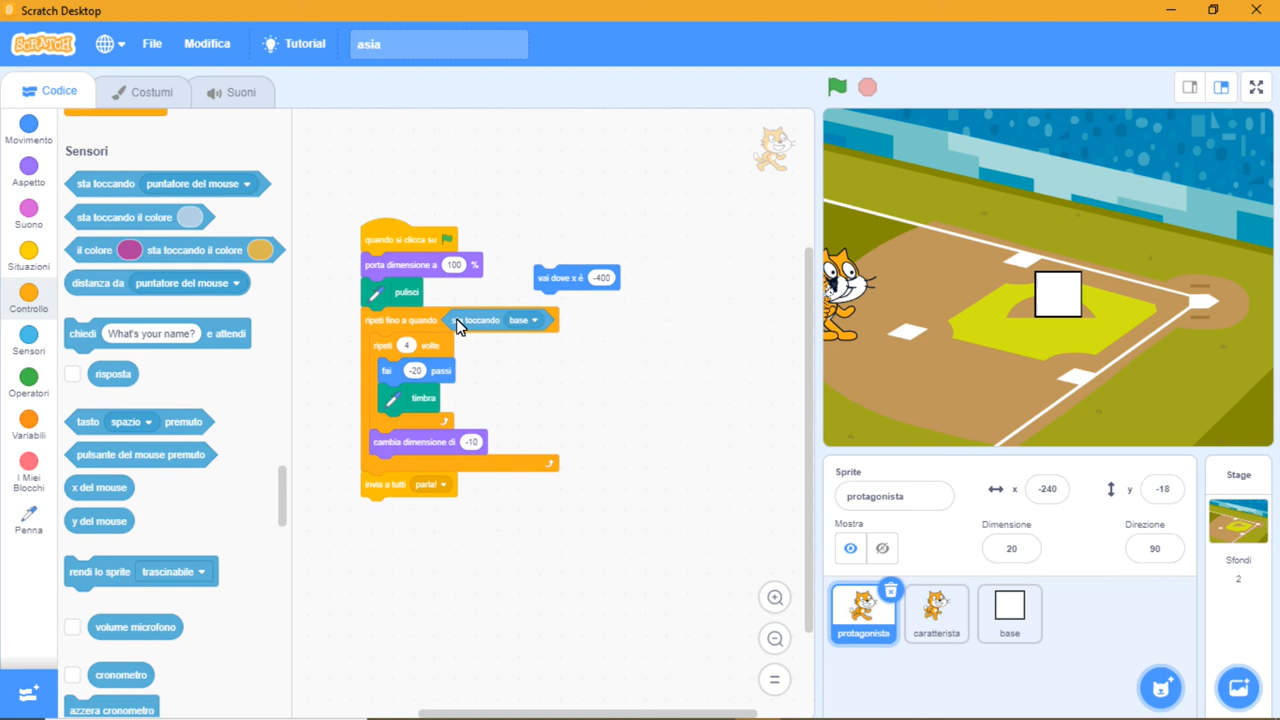 Scratch Desktop
SCRATCH
File
Modifica
Tutorial
asia
Codice
Costumi
Suoni
Movimento
Aspetto
Suono
Situazioni
Controllo
Sensori
Operatori
Variabili
I Miei
Blocchi
Penna
Sensori
sta toccando puntatore del mouse
sta toccando il colore
il colore sta toccando il colore
distanza da puntatore del mouse
chiedi What's your name? e attendi
risposta
tasto spazio premuto
pulsante del mouse premuto
x del mouse
y del mouse
rendi lo sprite trascinabile
volume microfono
cronometro
azzera cronometro
quando si clicca su
porta dimensione a 100 %
pulisci
vai dove x è -400
ripeti fino a quando toccando base
ripeti 4 volte
fai -20 passi
timbra
cambia dimensione di -10
invia a tutti parla!
Sprite
protagonista
x -240
y -18
Mostra
Dimensione
20
Direzione
90
protagonista
caratterista
base
Stage
Sfondi
2